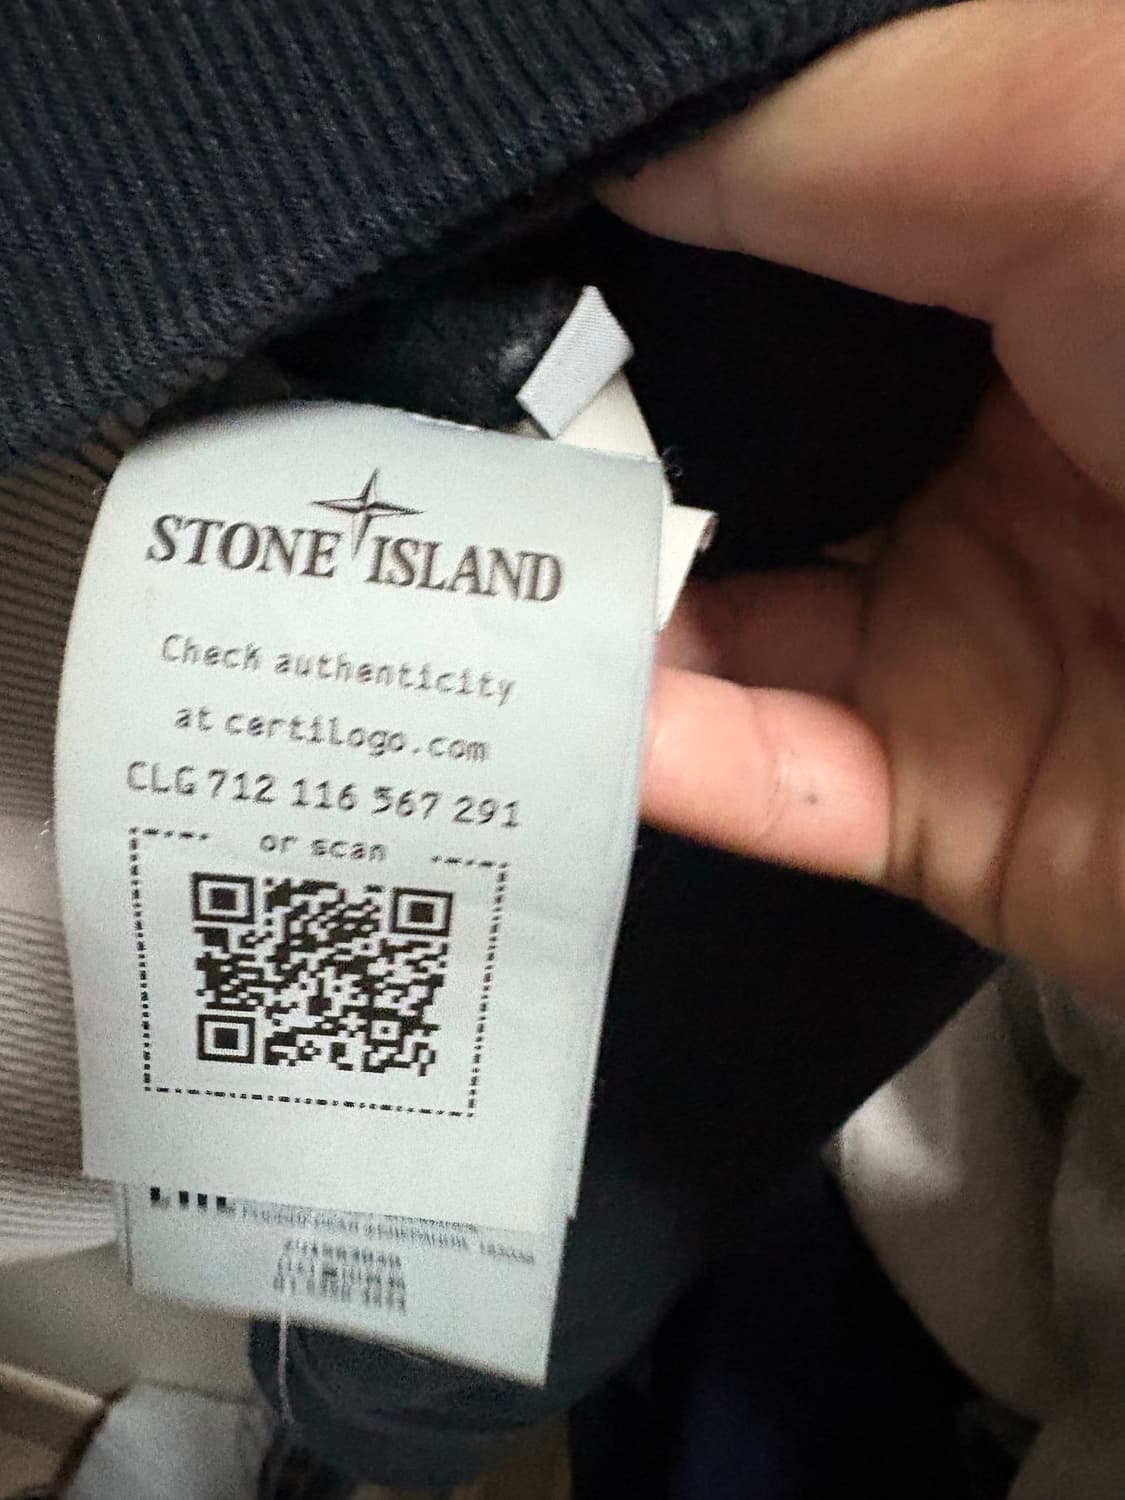 STONE ISLAND
Check authenticity
at certilogo.com
CLG 712 116 567 291
or scan